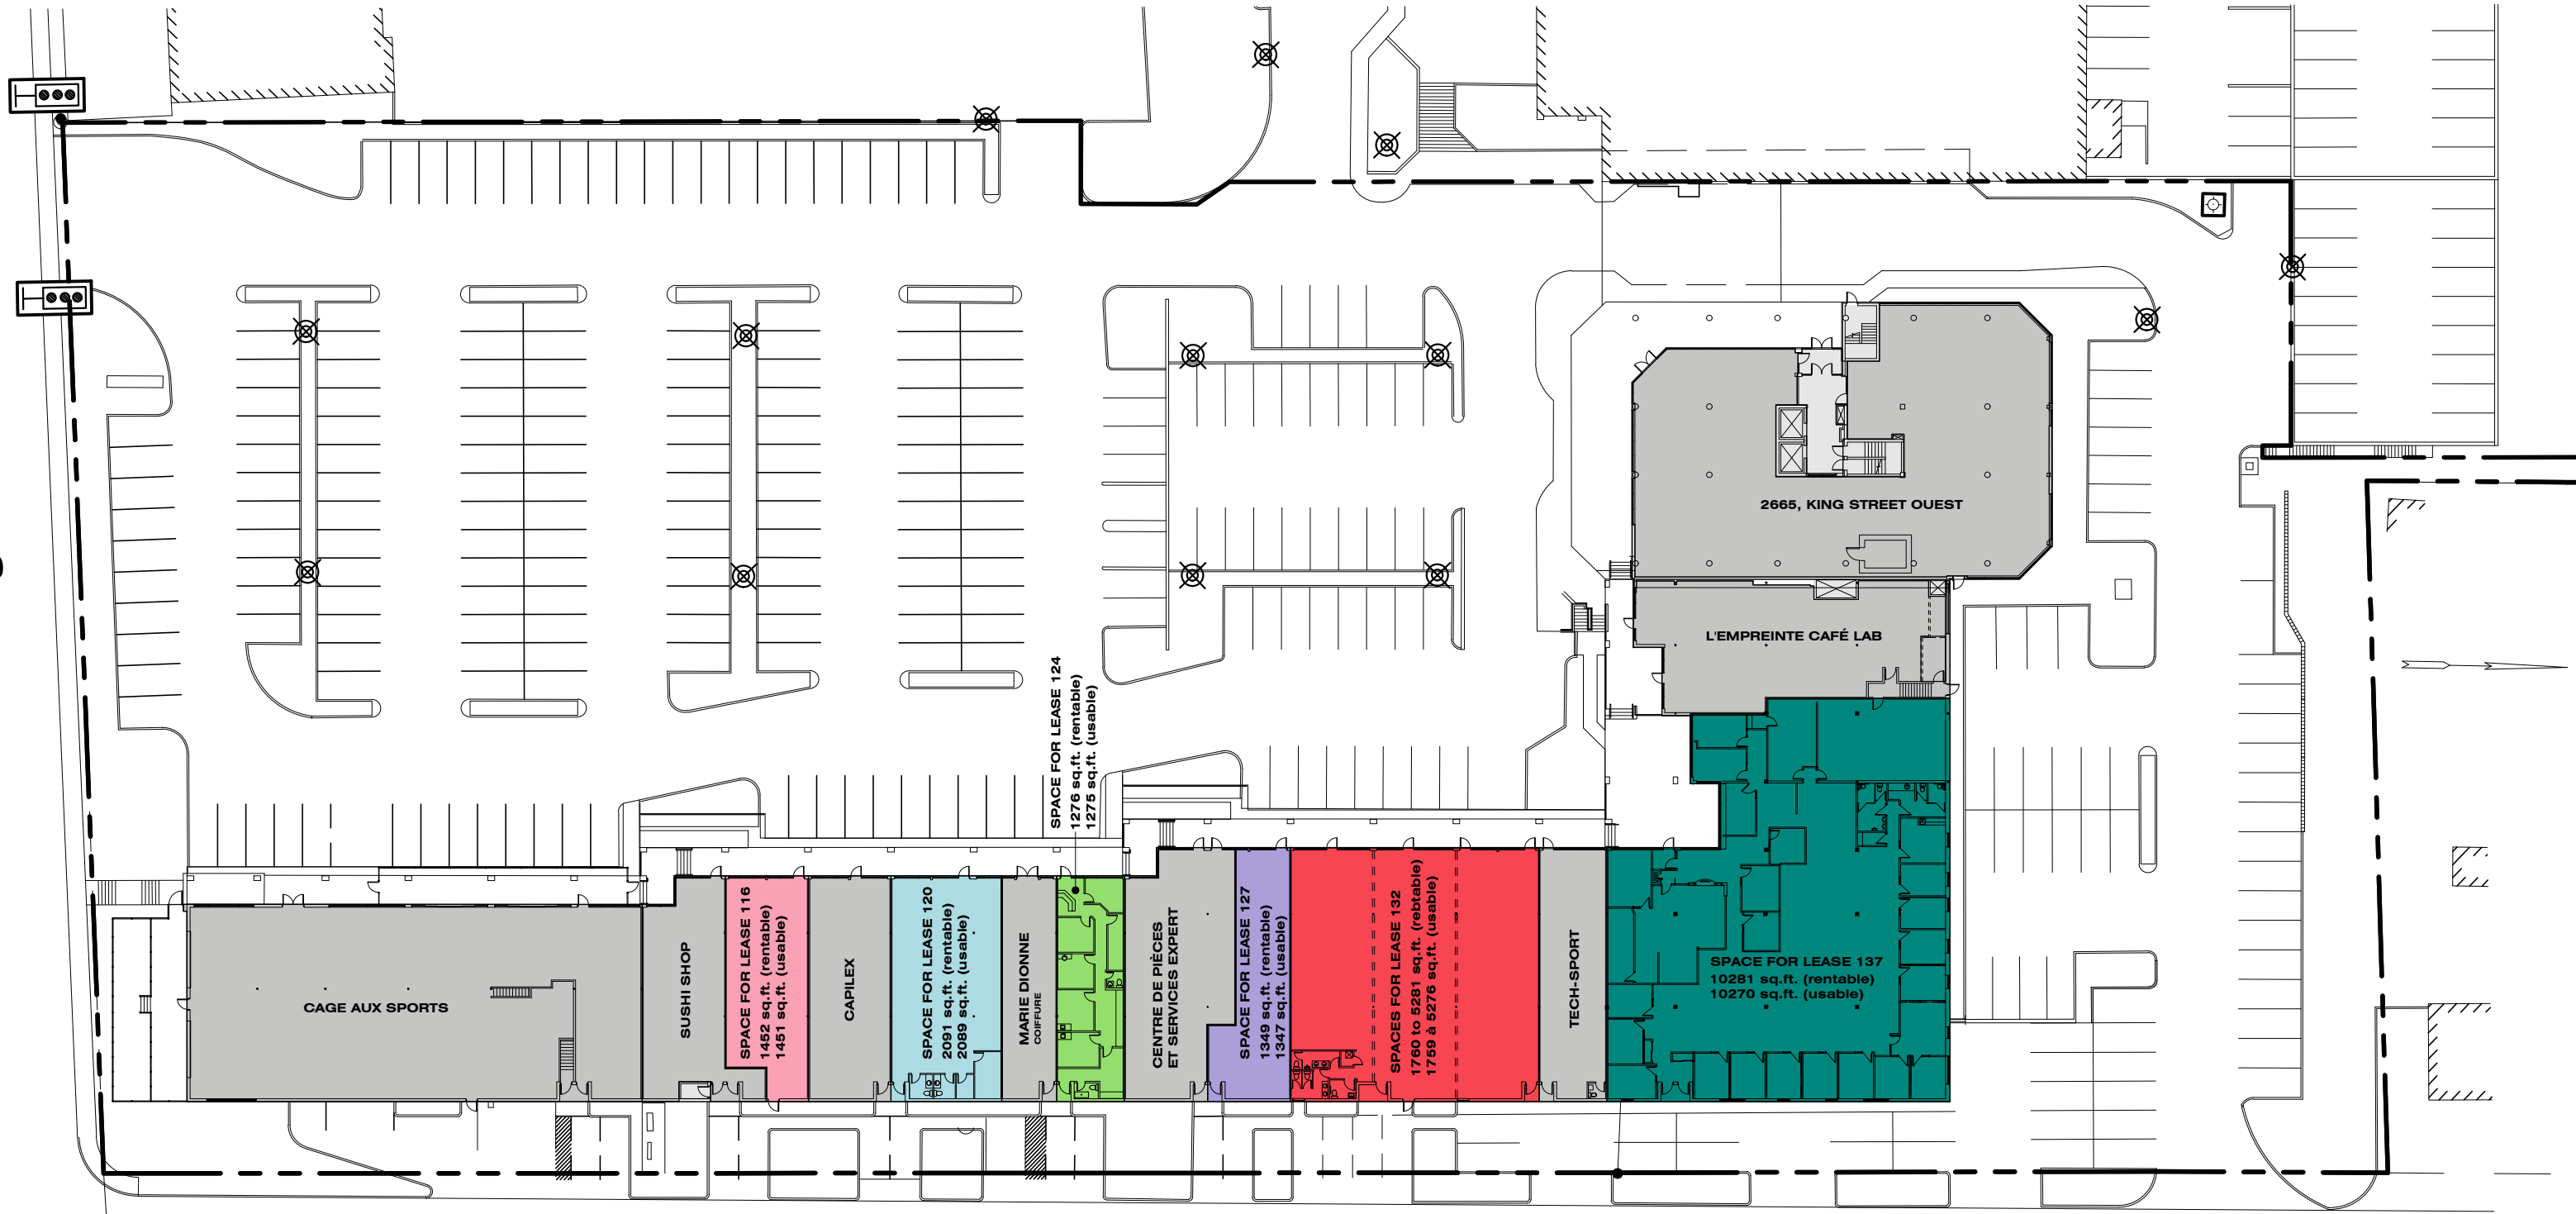 2665, KING STREET OUEST
L'EMPREINTE CAFÉ LAB
SPACE FOR LEASE 124
1276 sq.ft. (rentable)
1275 sq.ft. (usable)
CAGE AUX SPORTS
SUSHI SHOP
SPACE FOR LEASE 116
1452 sq.ft. (rentable)
1451 sq.ft. (usable)
CAPILEX
SPACE FOR LEASE 120
2091 sq.ft. (rentable)
2089 sq.ft. (usable)
MARIE DIONNE
COIFFURE
CENTRE DE PIÈCES
ET SERVICES EXPERT
SPACE FOR LEASE 127
1349 sq.ft. (rentable)
1347 sq.ft. (usable)
SPACES FOR LEASE 132
1760 to 5281 sq.ft. (rebtable)
1759 à 5276 sq.ft. (usable)
TECH-SPORT
SPACE FOR LEASE 137
10281 sq.ft. (rentable)
10270 sq.ft. (usable)